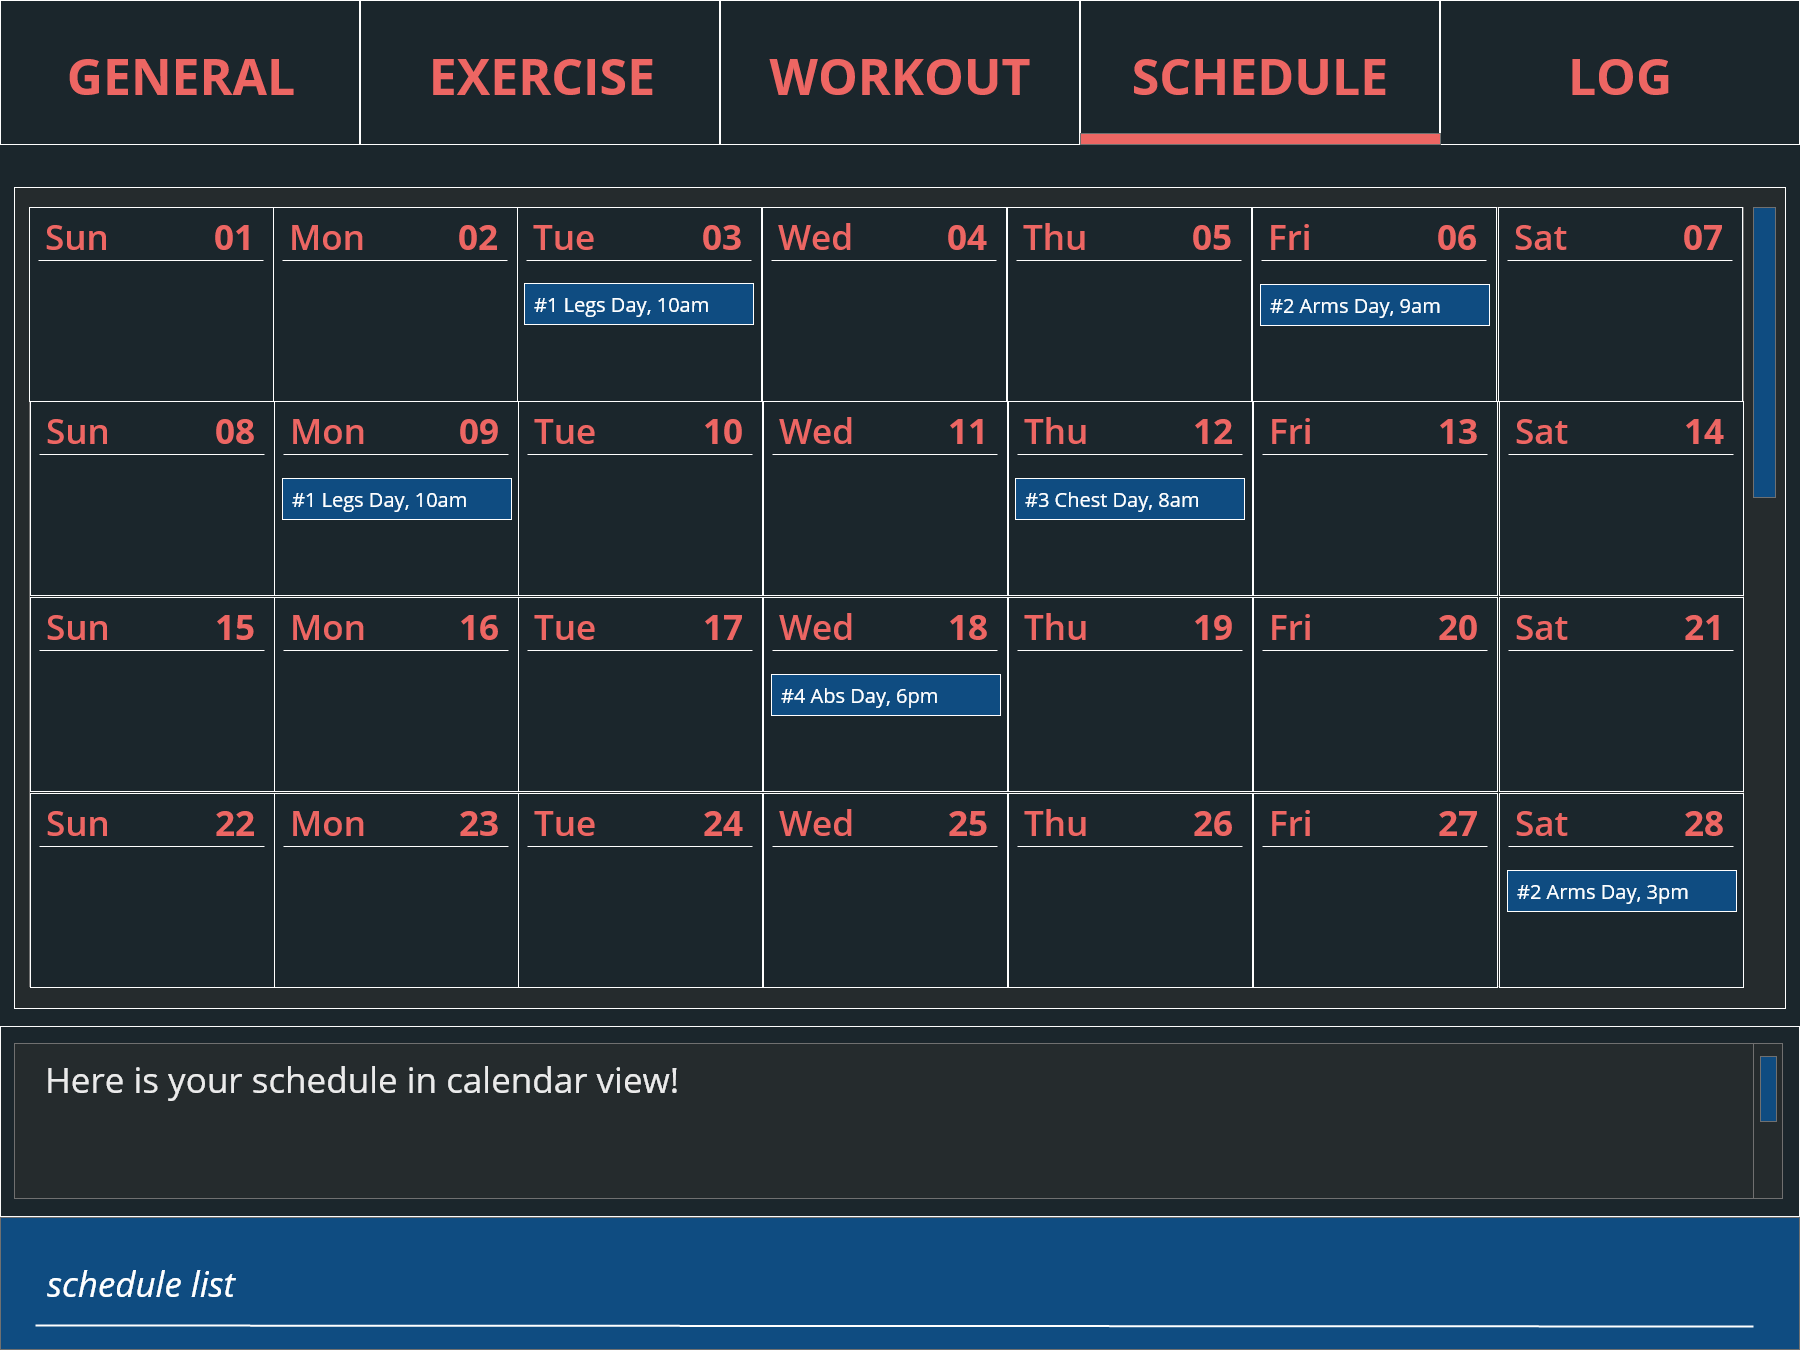 GENERAL EXERCISE WORKOUT SCHEDULE LOG
Sun 01 Mon 02 Tue 03 Wed 04 Thu 05 Fri 06 Sat 07
#1 Legs Day, 10am #2 Arms Day, 9am
Sun 08 Mon 09 Tue 10 Wed 11 Thu 12 Fri 13 Sat 14
#1 Legs Day, 10am #3 Chest Day, 8am
Sun 15 Mon 16 Tue 17 Wed 18 Thu 19 Fri 20 Sat 21
#4 Abs Day, 6pm
Sun 22 Mon 23 Tue 24 Wed 25 Thu 26 Fri 27 Sat 28
#2 Arms Day, 3pm
Here is your schedule in calendar view!
schedule list